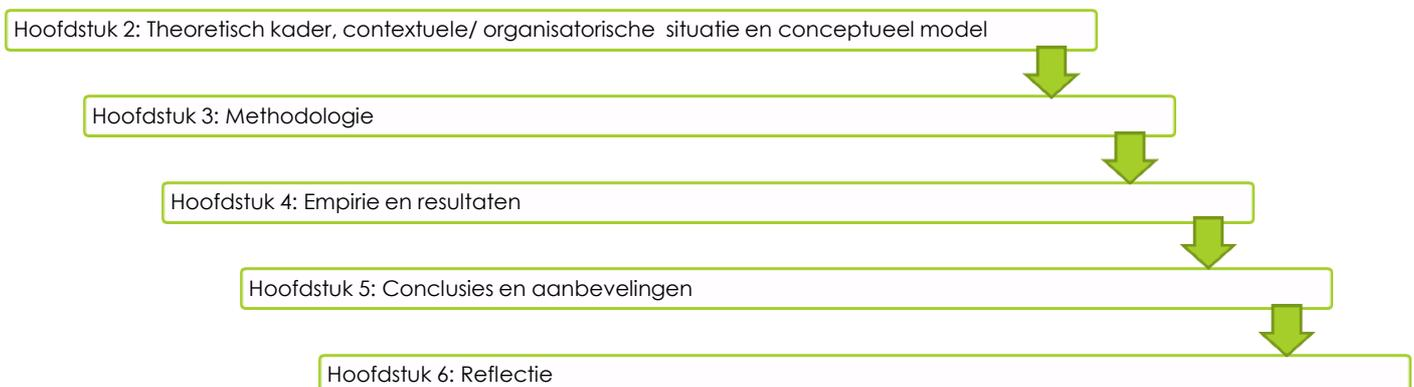 Hoofdstuk 2: Theoretisch kader, contextuele/ organisatorische  situatie en conceptueel model
Hoofdstuk 3: Methodologie
Hoofdstuk 4: Empirie en resultaten
Hoofdstuk 5: Conclusies en aanbevelingen
Hoofdstuk 6: Reflectie